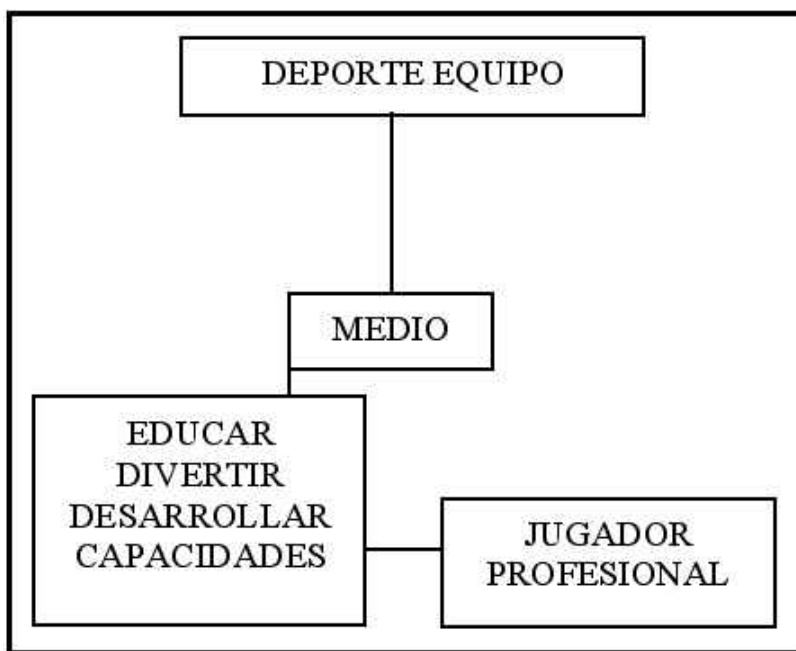 DEPORTE EQUIPO
MEDIO
EDUCAR
DIVERTIR
DESARROLLAR
CAPACIDADES
JUGADOR
PROFESIONAL